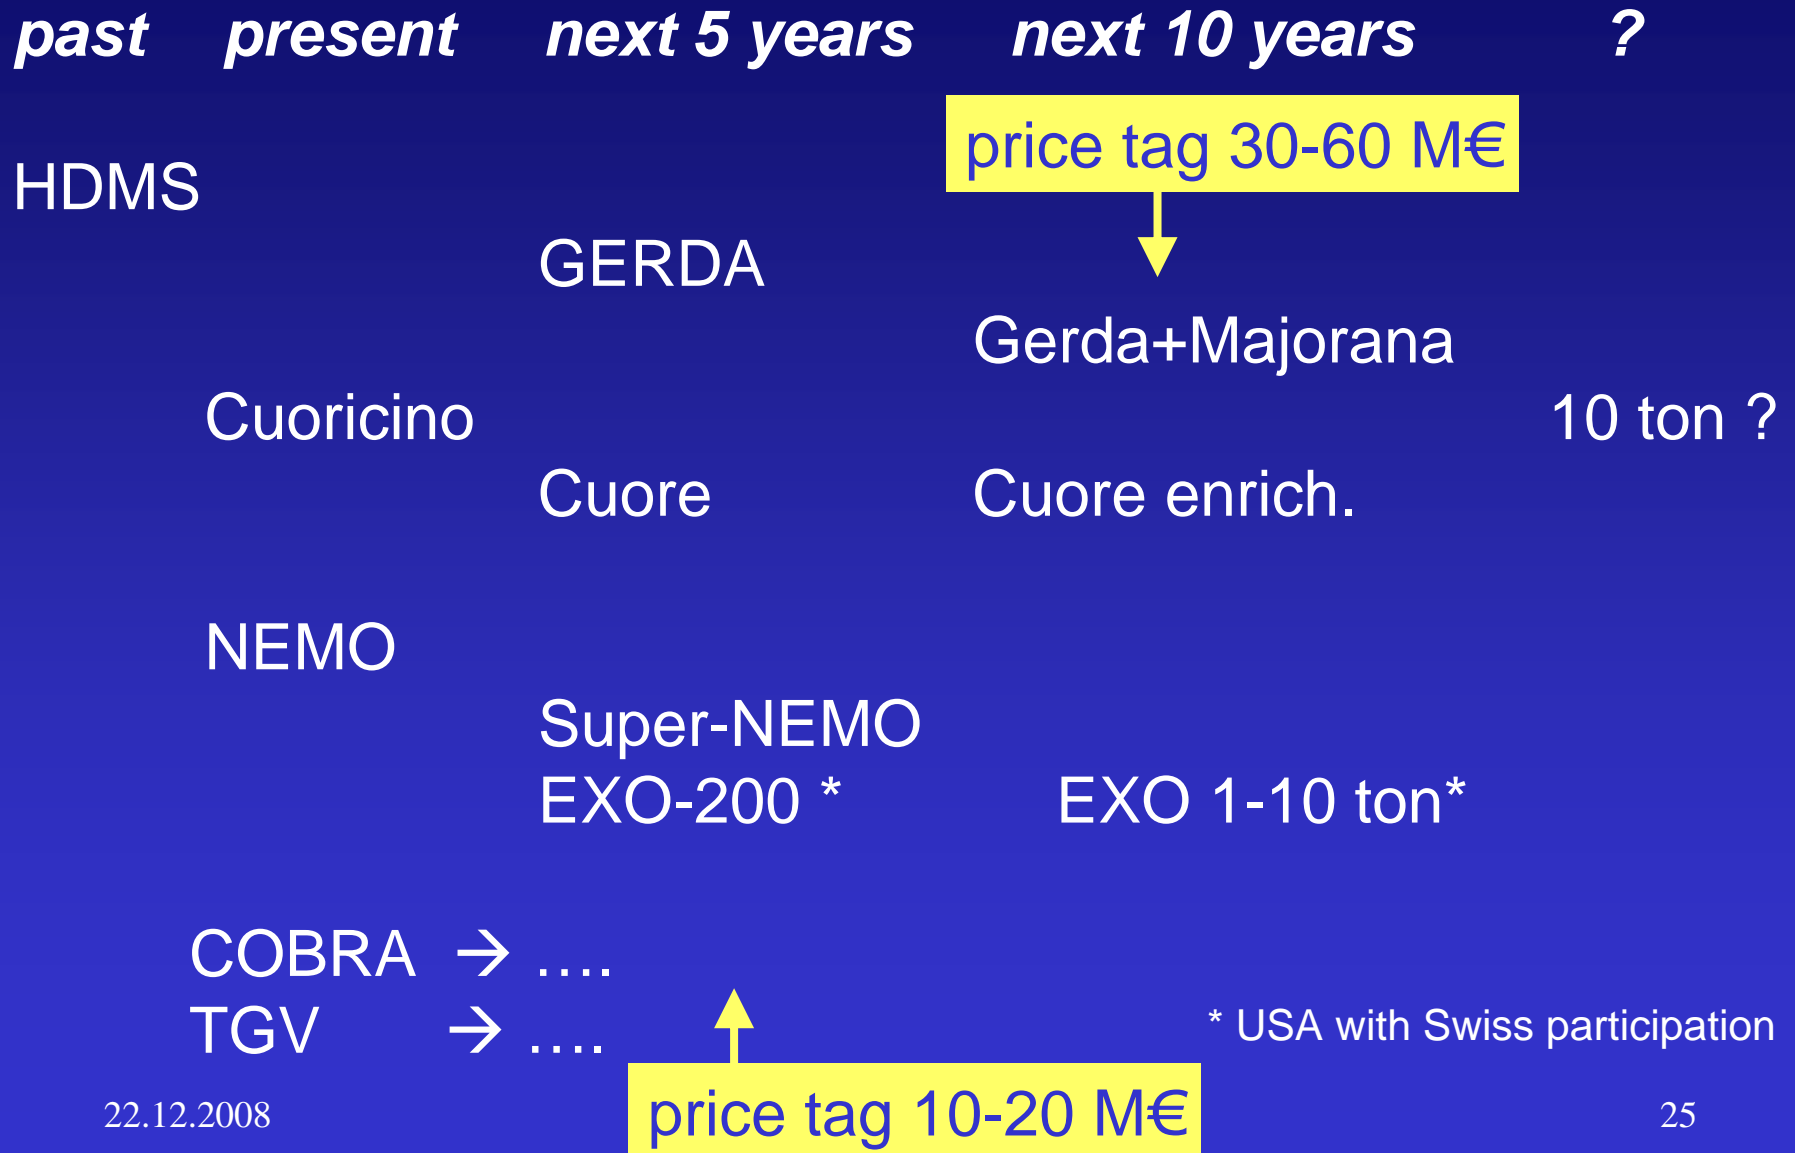 past present next 5 years next 10 years ?
price tag 30-60 M€
HDMS
GERDA
Gerda+Majorana
Cuoricino 10 ton ?
Cuore Cuore enrich.
NEMO
Super-NEMO
EXO-200 * EXO 1-10 ton*
COBRA → ….
TGV → ….
* USA with Swiss participation
22.12.2008 price tag 10-20 M€ 25